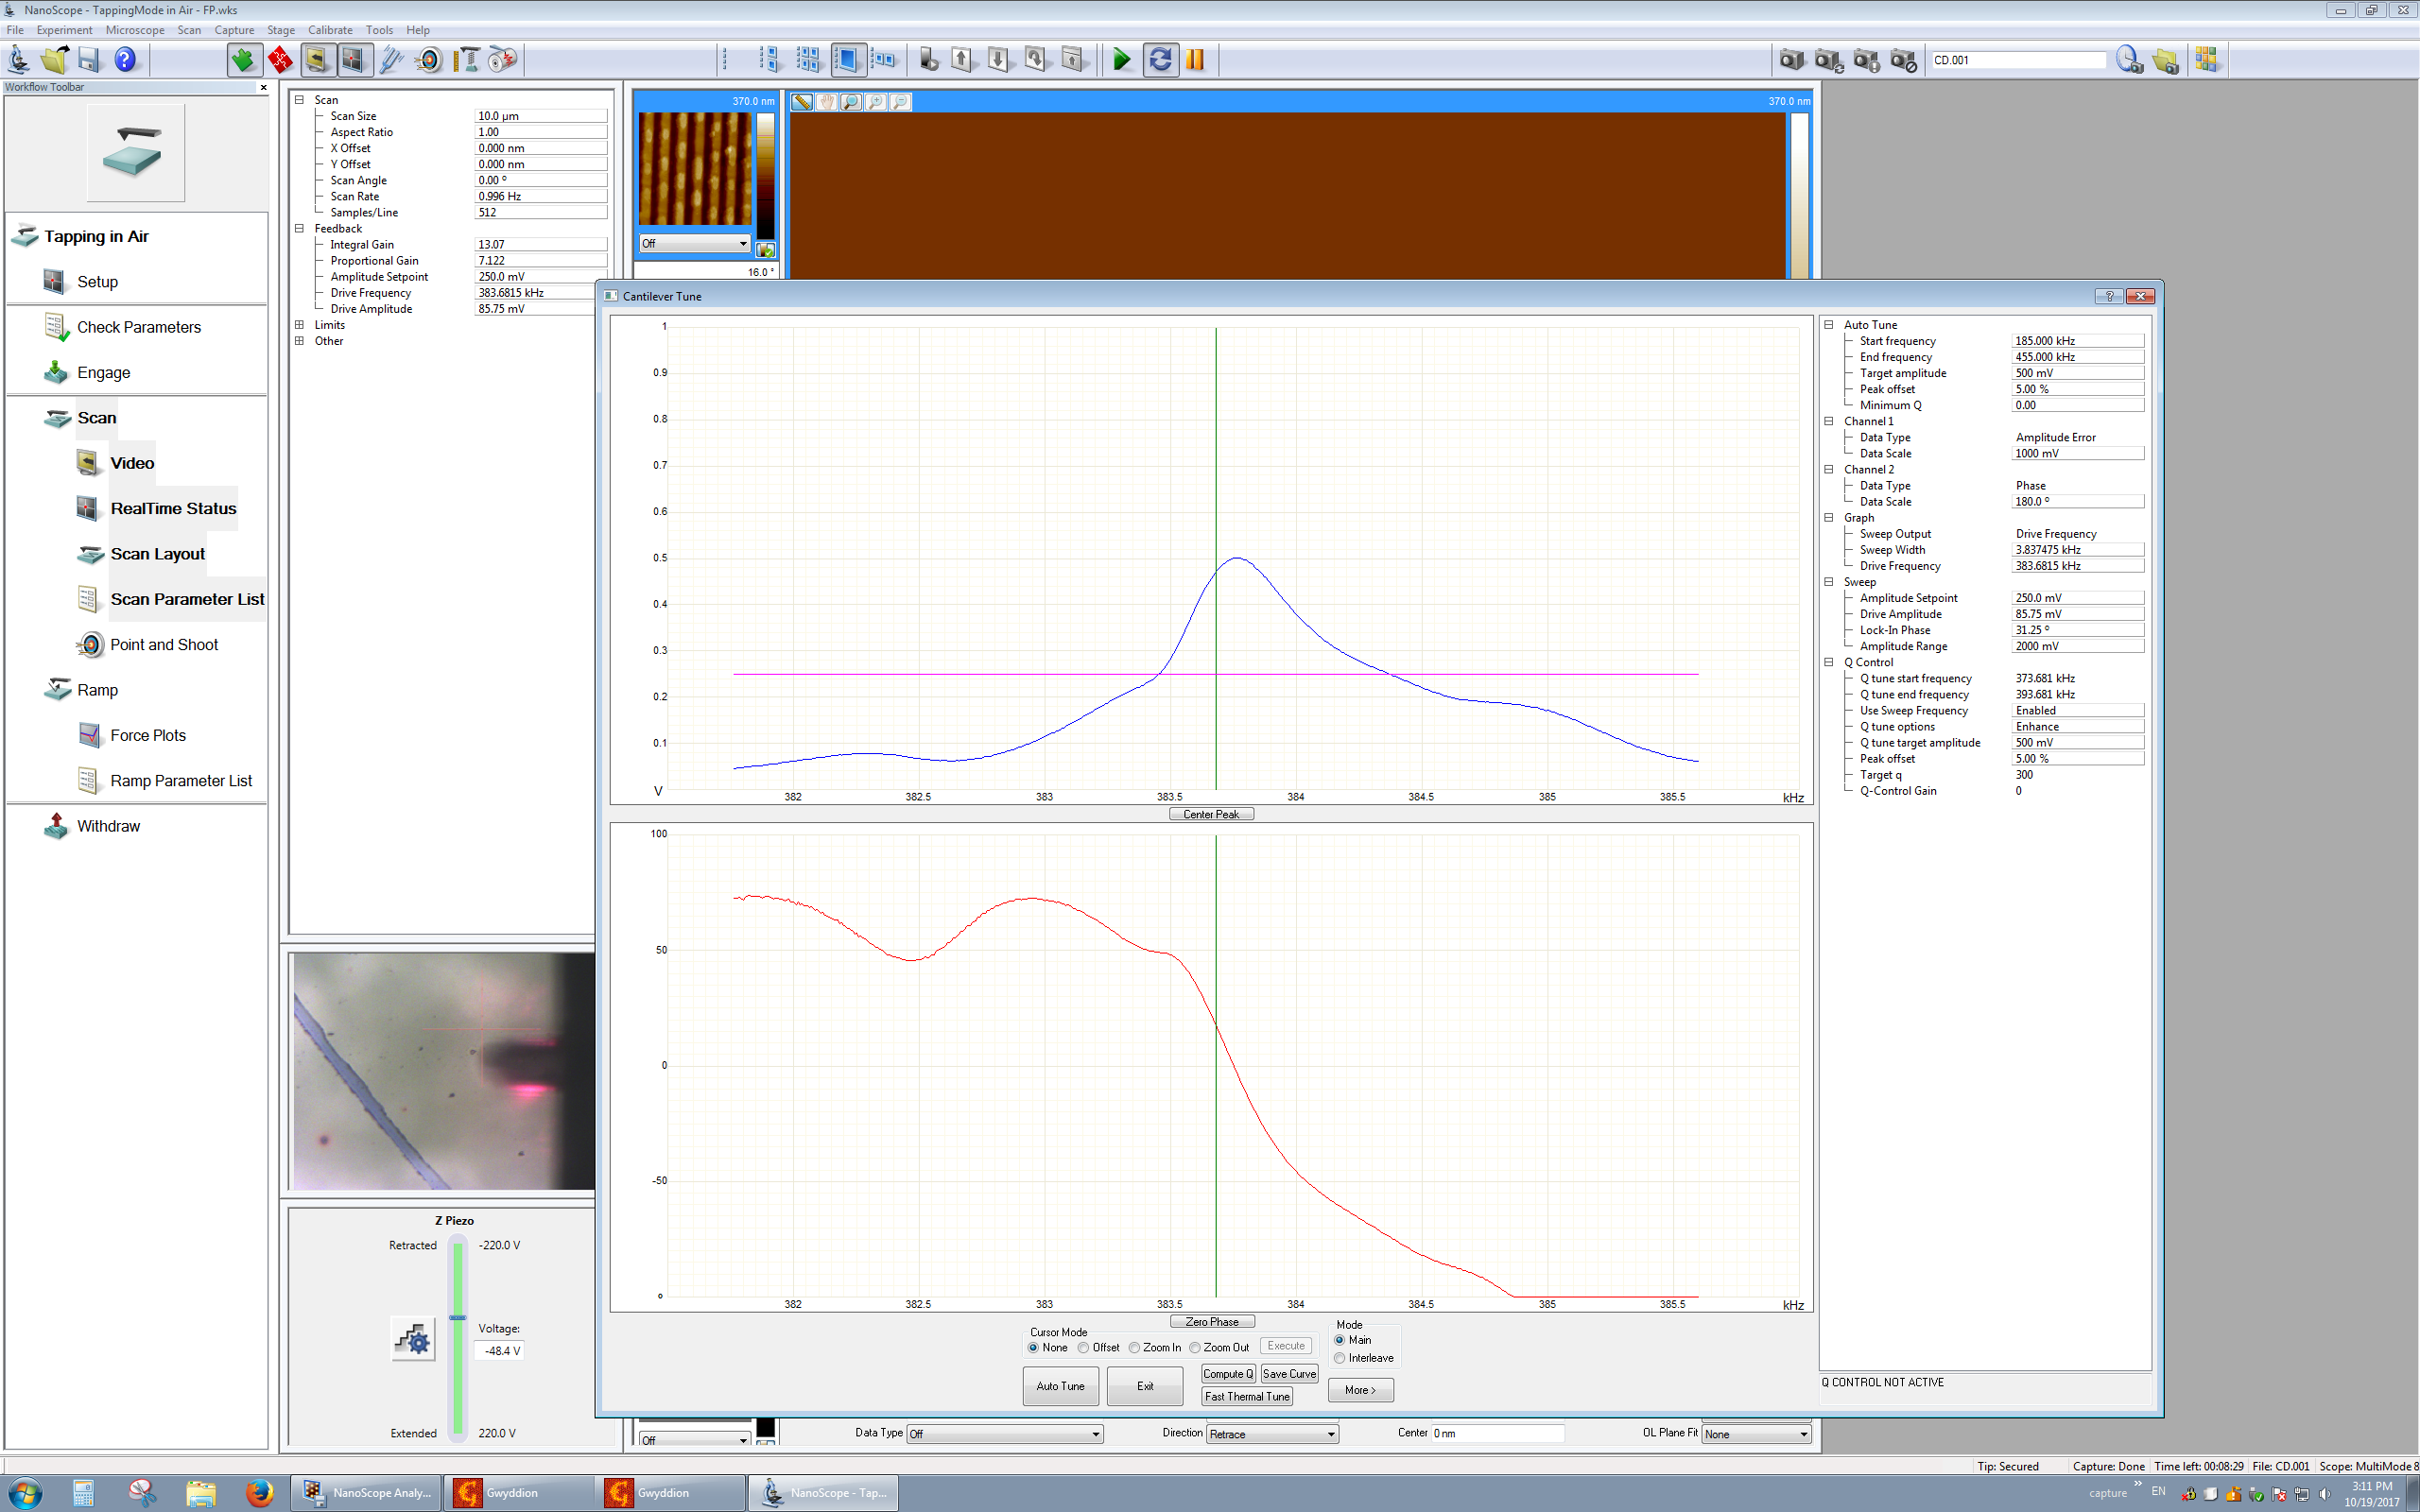 NanoScope - TappingMode in Air - FP.wks
File Experiment Microscope Scan Capture Stage Calibrate Tools Help
CD.001
Workflow Toolbar
Tapping in Air
Setup
Check Parameters
Engage
Scan
Video
RealTime Status
Scan Layout
Scan Parameter List
Point and Shoot
Ramp
Force Plots
Ramp Parameter List
Withdraw
Scan
Scan Size 10.0 µm
Aspect Ratio 1.00
X Offset 0.000 nm
Y Offset 0.000 nm
Scan Angle 0.00 º
Scan Rate 0.996 Hz
Samples/Line 512
Feedback
Integral Gain 13.07
Proportional Gain 7.122
Amplitude Setpoint 250.0 mV
Drive Frequency 383.6815 kHz
Drive Amplitude 85.75 mV
Limits
Other
370.0 nm
Off
16.0 °
370.0 nm
Z Piezo
Retracted -220.0 V
Voltage:
-48.4 V
Extended 220.0 V
Cantilever Tune
1
0.9
0.8
0.7
0.6
0.5
0.4
0.3
0.2
0.1
V
382 382.5 383 383.5 384 384.5 385 385.5 kHz
Center Peak
100
50
0
-50
°
382 382.5 383 383.5 384 384.5 385 385.5 kHz
Zero Phase
Cursor Mode
None Offset Zoom In Zoom Out Execute
Mode
Main
Interleave
Auto Tune Exit Compute Q Save Curve
Fast Thermal Tune More >
Auto Tune
Start frequency 185.000 kHz
End frequency 455.000 kHz
Target amplitude 500 mV
Peak offset 5.00 %
Minimum Q 0.00
Channel 1
Data Type Amplitude Error
Data Scale 1000 mV
Channel 2
Data Type Phase
Data Scale 180.0 º
Graph
Sweep Output Drive Frequency
Sweep Width 3.837475 kHz
Drive Frequency 383.6815 kHz
Sweep
Amplitude Setpoint 250.0 mV
Drive Amplitude 85.75 mV
Lock-In Phase 31.25 º
Amplitude Range 2000 mV
Q Control
Q tune start frequency 373.681 kHz
Q tune end frequency 393.681 kHz
Use Sweep Frequency Enabled
Q tune options Enhance
Q tune target amplitude 500 mV
Peak offset 5.00 %
Target q 300
Q-Control Gain 0
Q CONTROL NOT ACTIVE
Off
Data Type Off Direction Retrace Center 0 nm OL Plane Fit None
Tip: Secured Capture: Done Time left: 00:08:29 File: CD.001 Scope: MultiMode 8
NanoScope Analy... Gwyddion Gwyddion NanoScope - Tap...
capture EN
3:11 PM
10/19/2017